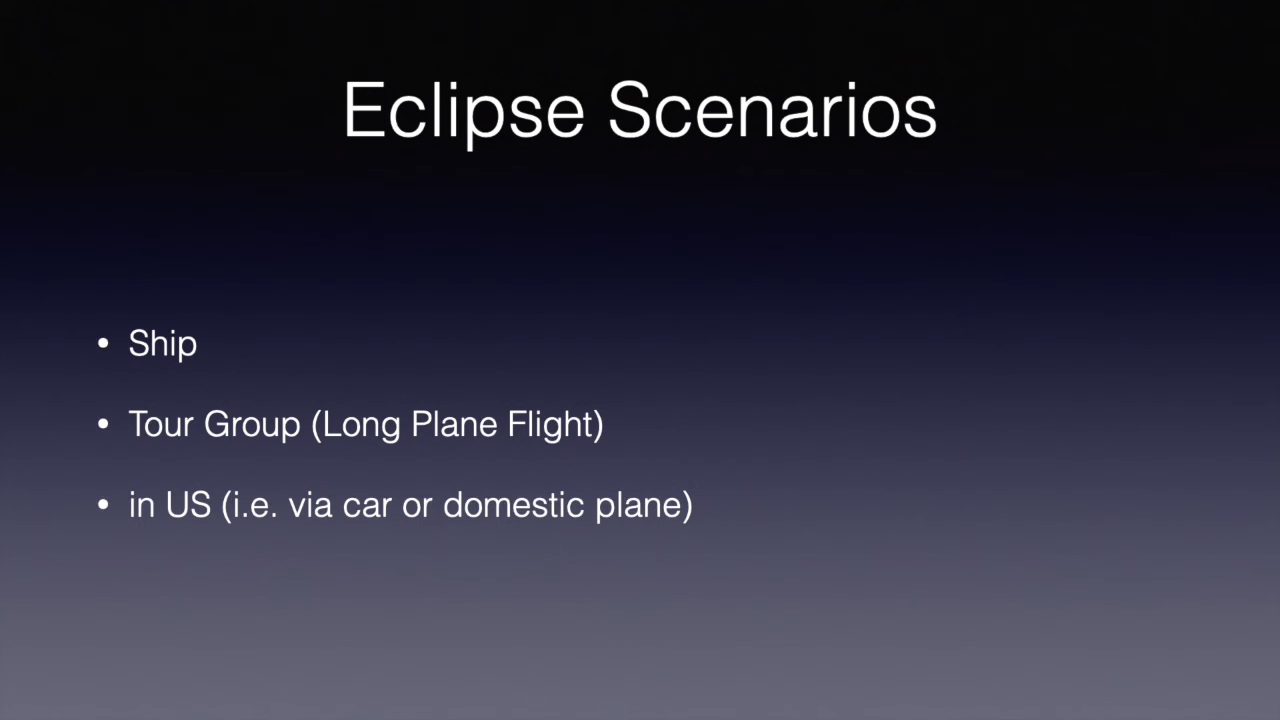 Eclipse Scenarios
• Ship
• Tour Group (Long Plane Flight)
• in US (i.e. via car or domestic plane)